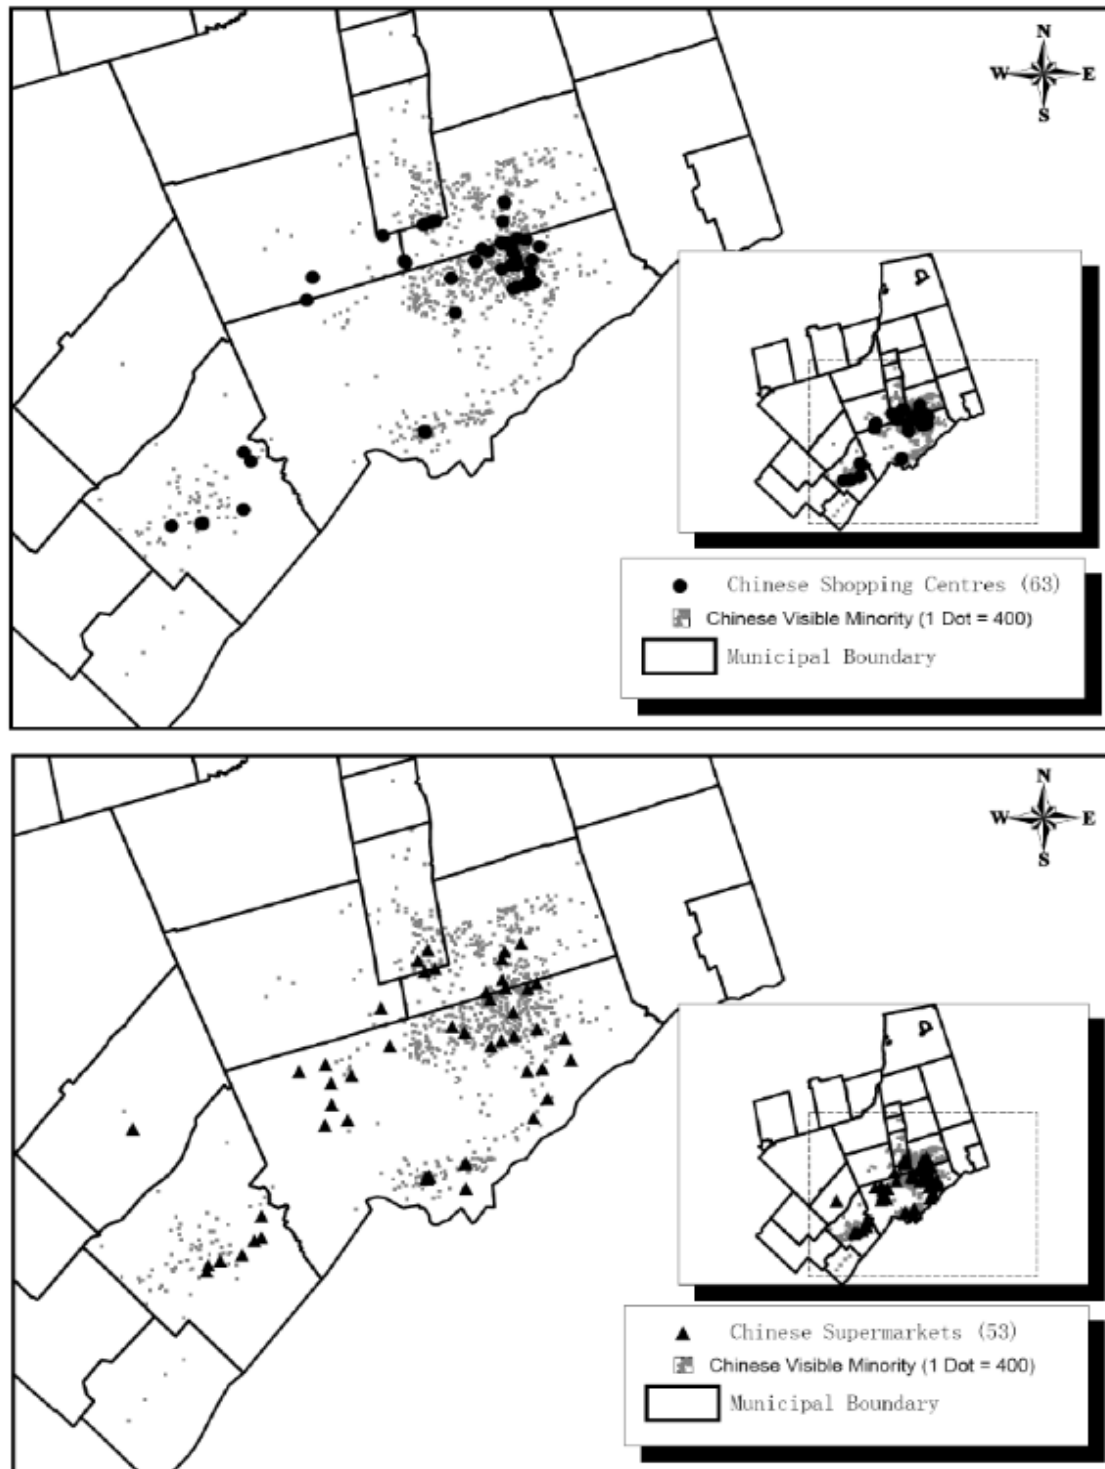 N
W E
S
Chinese Shopping Centres (63)
Chinese Visible Minority (1 Dot = 400)
Municipal Boundary
N
W E
S
Chinese Supermarkets (53)
Chinese Visible Minority (1 Dot = 400)
Municipal Boundary